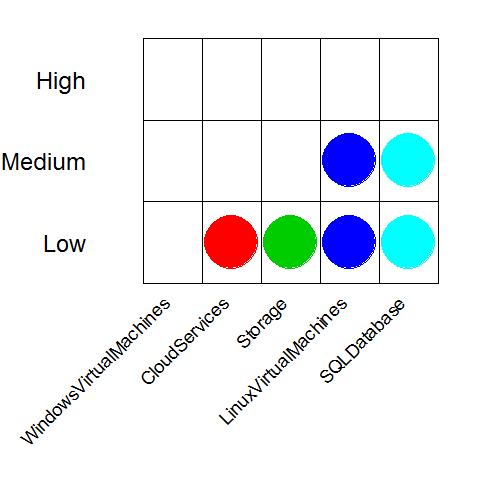 High
Medium
Low
WindowsVirtualMachines
CloudServices
Storage
LinuxVirtualMachines
SQLDatabase